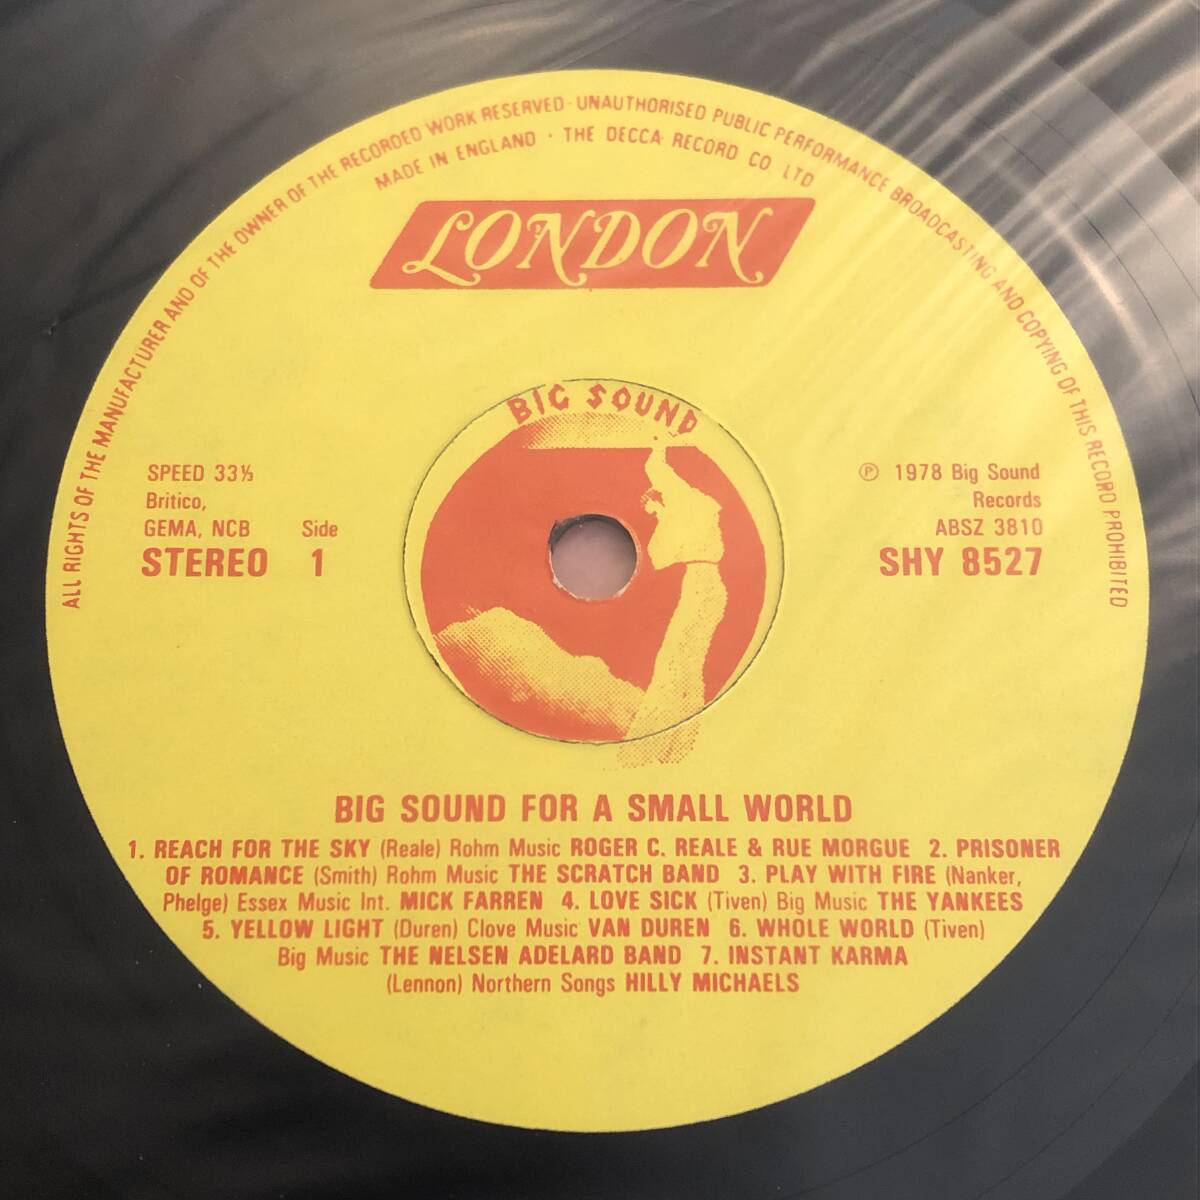 ALL RIGHTS OF THE MANUFACTURER AND OF THE OWNER OF THE RECORDED WORK RESERVED · UNAUTHORISED PUBLIC PERFORMANCE BROADCASTING AND COPYING OF THIS RECORD PROHIBITED
MADE IN ENGLAND · THE DECCA RECORD CO LTD
LONDON
BIG SOUND
SPEED 33⅓
Britico,
GEMA, NCB Side
STEREO 1
℗ 1978 Big Sound
Records
ABSZ 3810
SHY 8527
BIG SOUND FOR A SMALL WORLD
1. REACH FOR THE SKY (Reale) Rohm Music ROGER C. REALE & RUE MORGUE 2. PRISONER
OF ROMANCE (Smith) Rohm Music THE SCRATCH BAND 3. PLAY WITH FIRE (Nanker,
Phelge) Essex Music Int. MICK FARREN 4. LOVE SICK (Tiven) Big Music THE YANKEES
5. YELLOW LIGHT (Duren) Clove Music VAN DUREN 6. WHOLE WORLD (Tiven)
Big Music THE NELSEN ADELARD BAND 7. INSTANT KARMA
(Lennon) Northern Songs HILLY MICHAELS